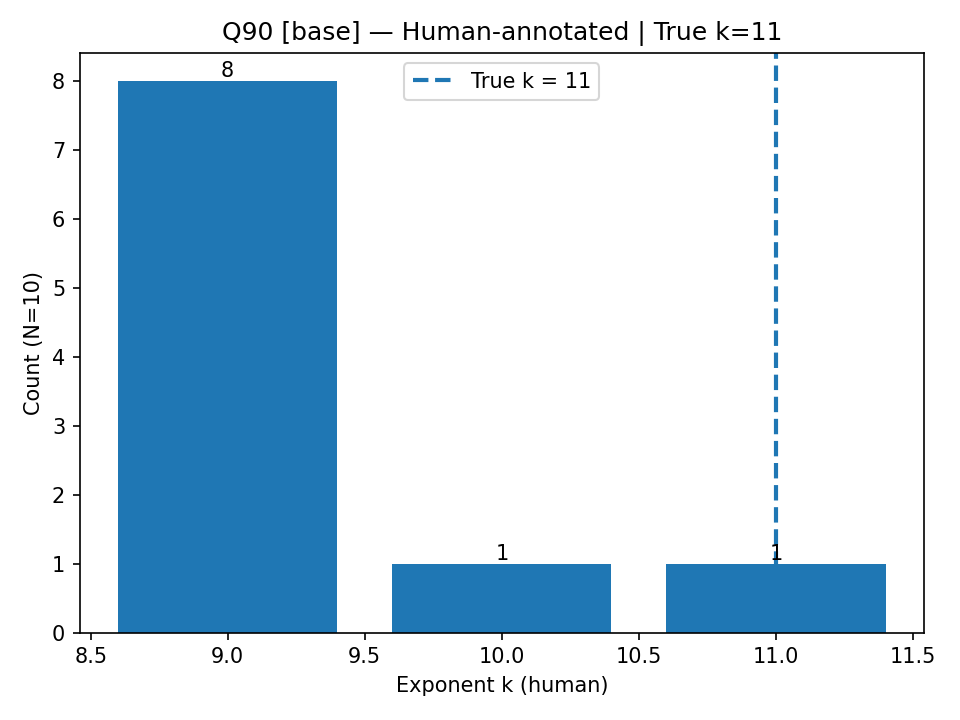 Q90 [base] — Human-annotated | True k=11
True k = 11
8
1
1
8
7
6
5
4
3
2
1
0
Count (N=10)
8.5 9.0 9.5 10.0 10.5 11.0 11.5
Exponent k (human)